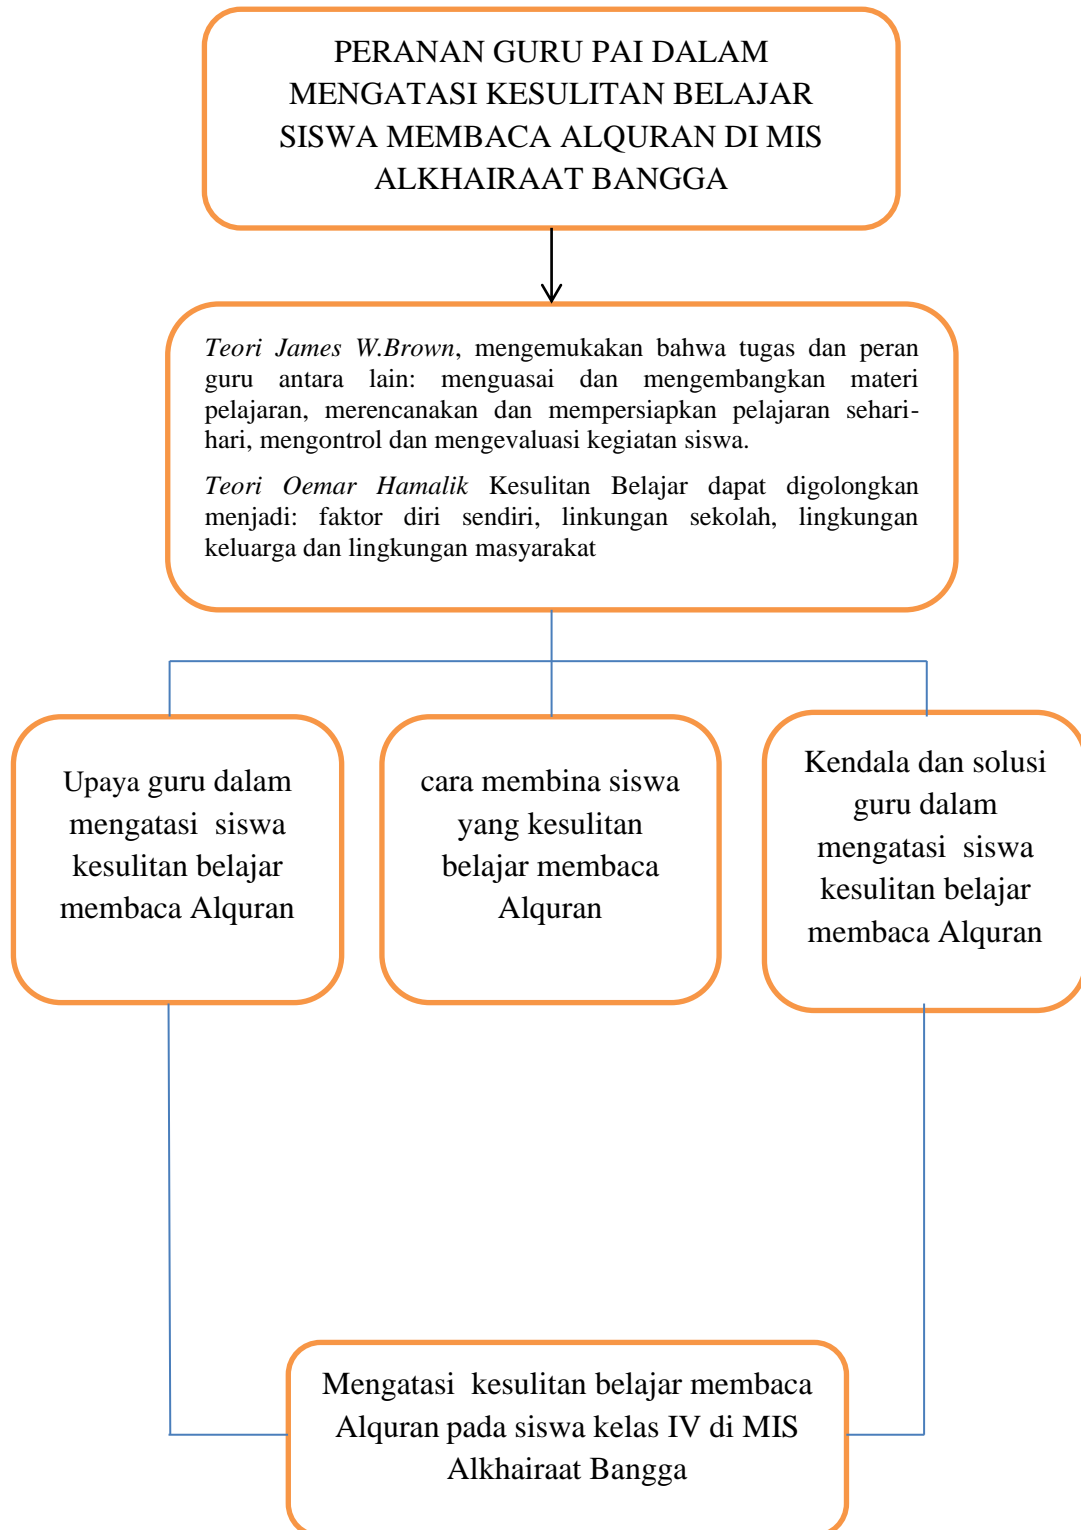 PERANAN GURU PAI DALAM
MENGATASI KESULITAN BELAJAR
SISWA MEMBACA ALQURAN DI MIS
ALKHAIRAAT BANGGA
Teori James W.Brown, mengemukakan bahwa tugas dan peran
guru antara lain: menguasai dan mengembangkan materi
pelajaran, merencanakan dan mempersiapkan pelajaran sehari-
hari, mengontrol dan mengevaluasi kegiatan siswa.
Teori Oemar Hamalik Kesulitan Belajar dapat digolongkan
menjadi: faktor diri sendiri, linkungan sekolah, lingkungan
keluarga dan lingkungan masyarakat
Upaya guru dalam
mengatasi siswa
kesulitan belajar
membaca Alquran
cara membina siswa
yang kesulitan
belajar membaca
Alquran
Kendala dan solusi
guru dalam
mengatasi siswa
kesulitan belajar
membaca Alquran
Mengatasi kesulitan belajar membaca
Alquran pada siswa kelas IV di MIS
Alkhairaat Bangga